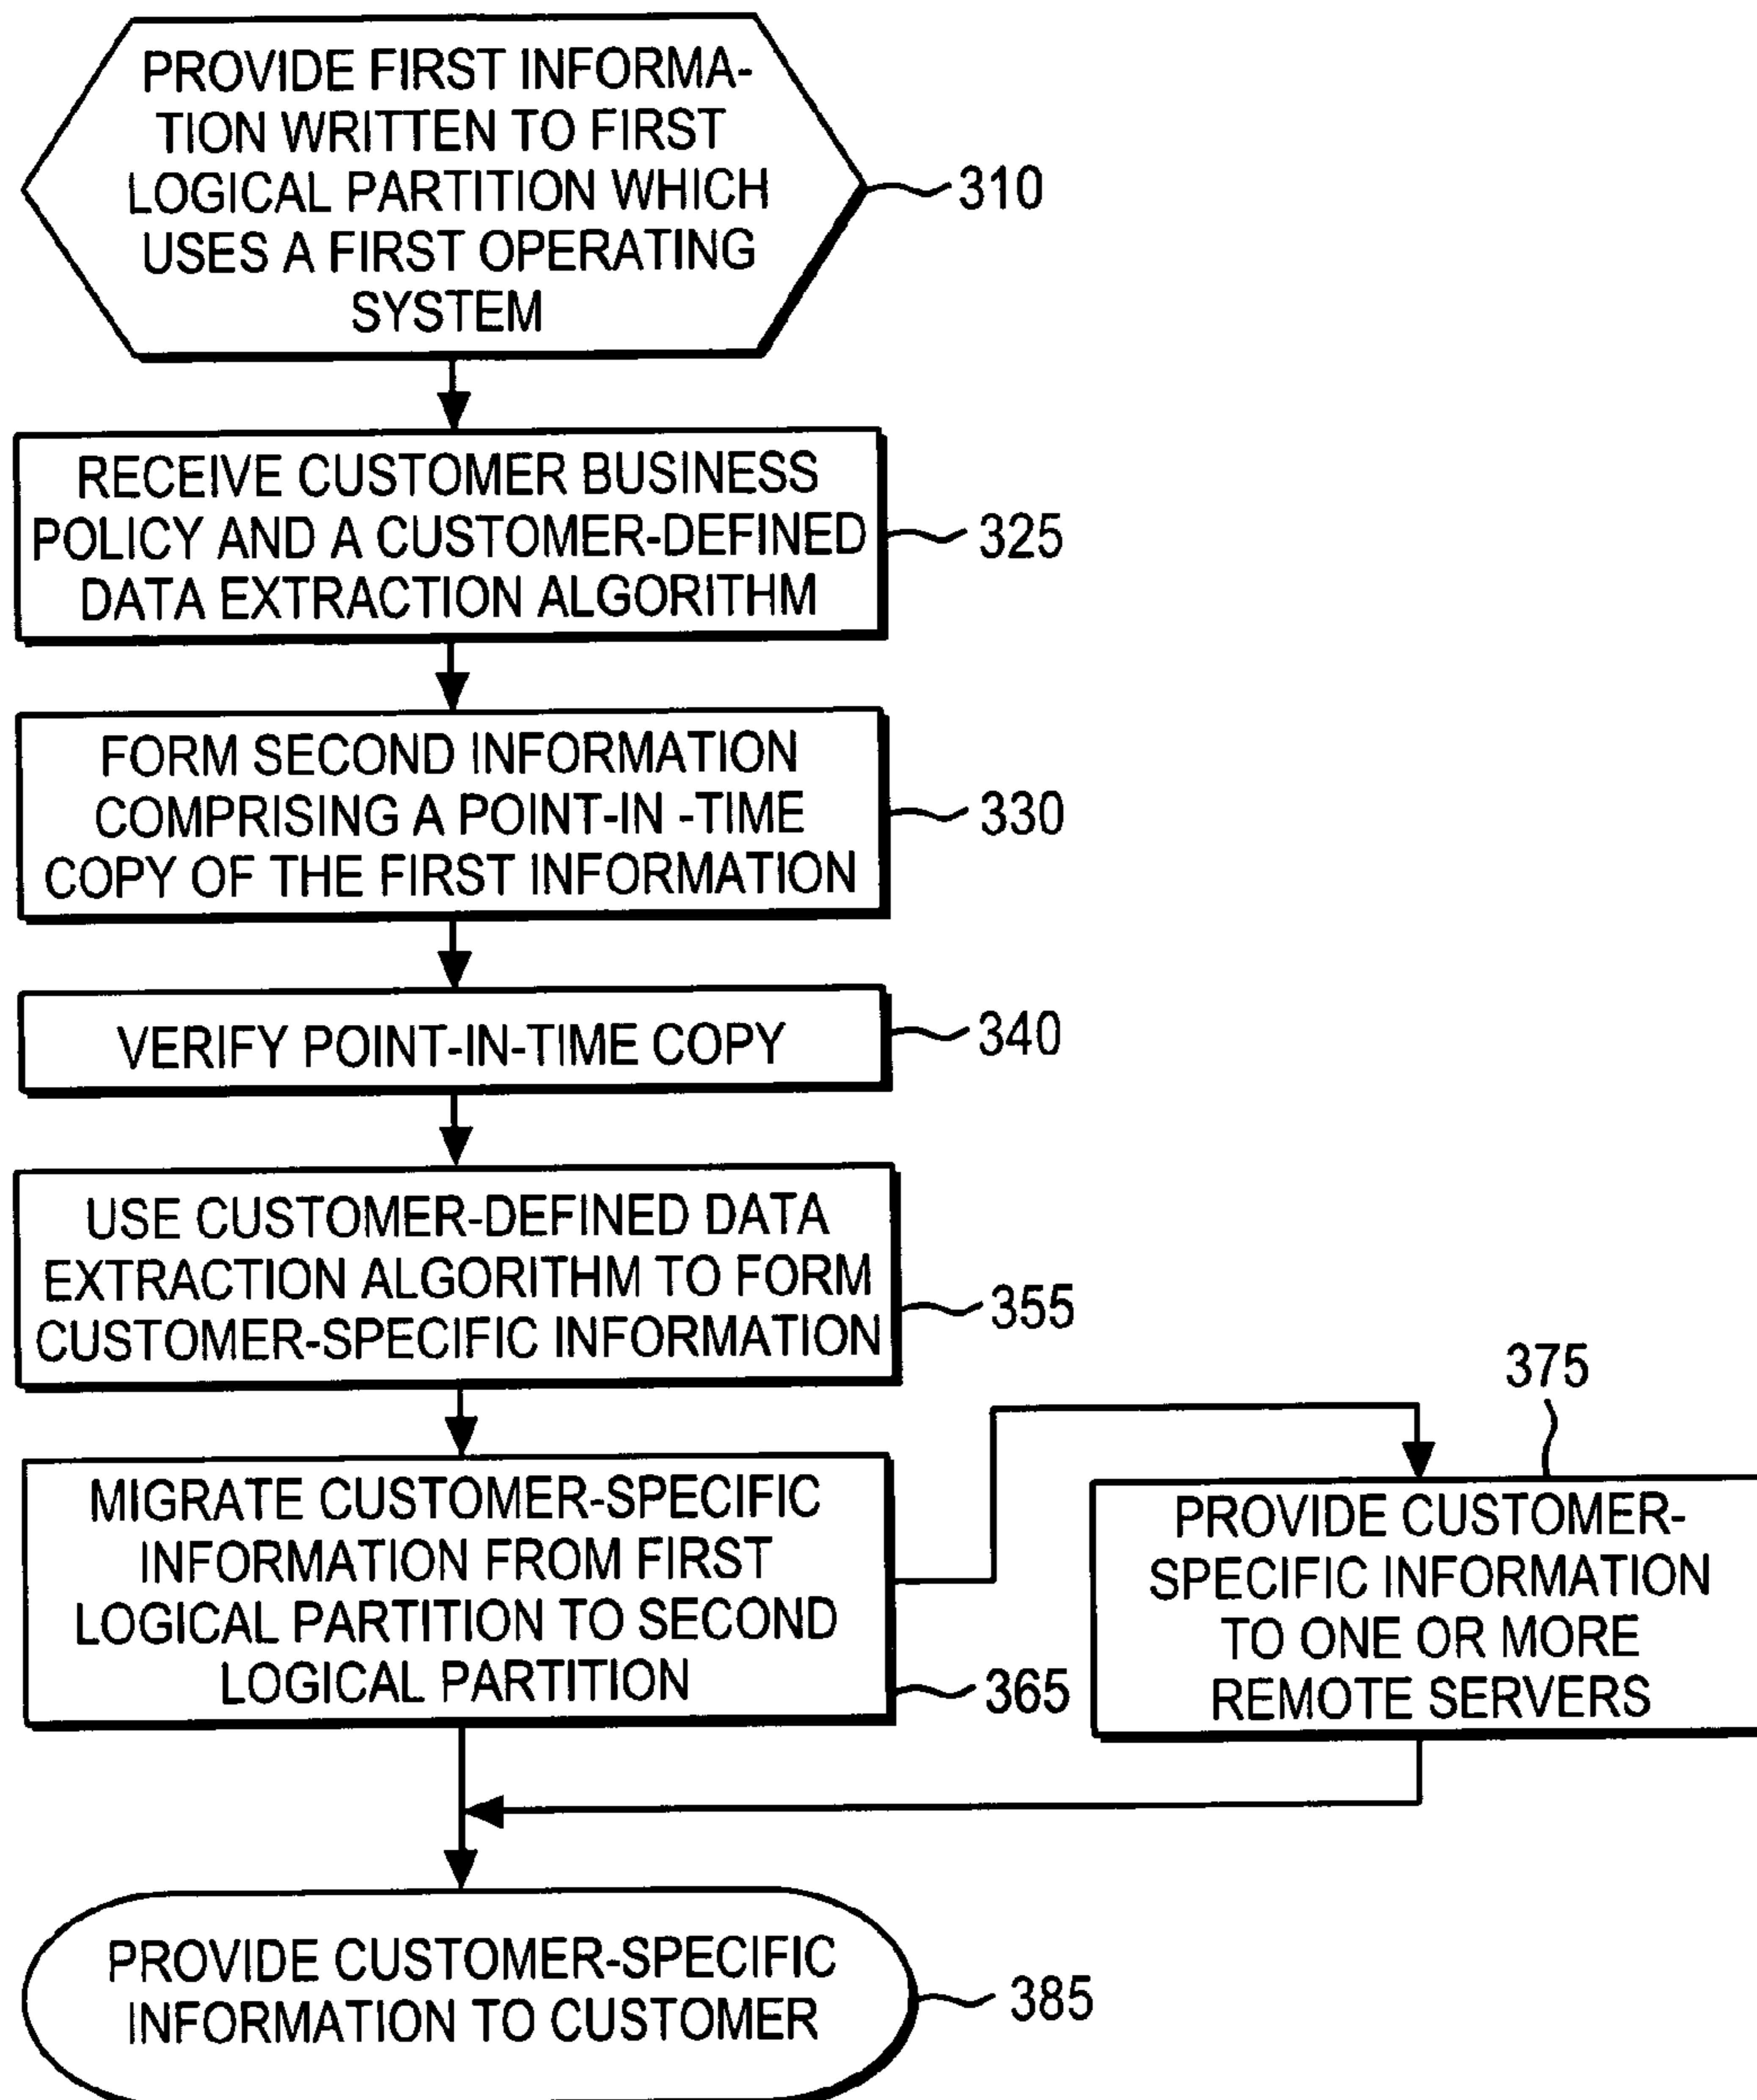 PROVIDE FIRST INFORMA-
TION WRITTEN TO FIRST
LOGICAL PARTITION WHICH
USES A FIRST OPERATING
SYSTEM
310
RECEIVE CUSTOMER BUSINESS
POLICY AND A CUSTOMER-DEFINED
DATA EXTRACTION ALGORITHM
325
FORM SECOND INFORMATION
COMPRISING A POINT-IN -TIME
COPY OF THE FIRST INFORMATION
330
VERIFY POINT-IN-TIME COPY
340
USE CUSTOMER-DEFINED DATA
EXTRACTION ALGORITHM TO FORM
CUSTOMER-SPECIFIC INFORMATION
355
MIGRATE CUSTOMER-SPECIFIC
INFORMATION FROM FIRST
LOGICAL PARTITION TO SECOND
LOGICAL PARTITION
365
375
PROVIDE CUSTOMER-
SPECIFIC INFORMATION
TO ONE OR MORE
REMOTE SERVERS
PROVIDE CUSTOMER-SPECIFIC
INFORMATION TO CUSTOMER
385